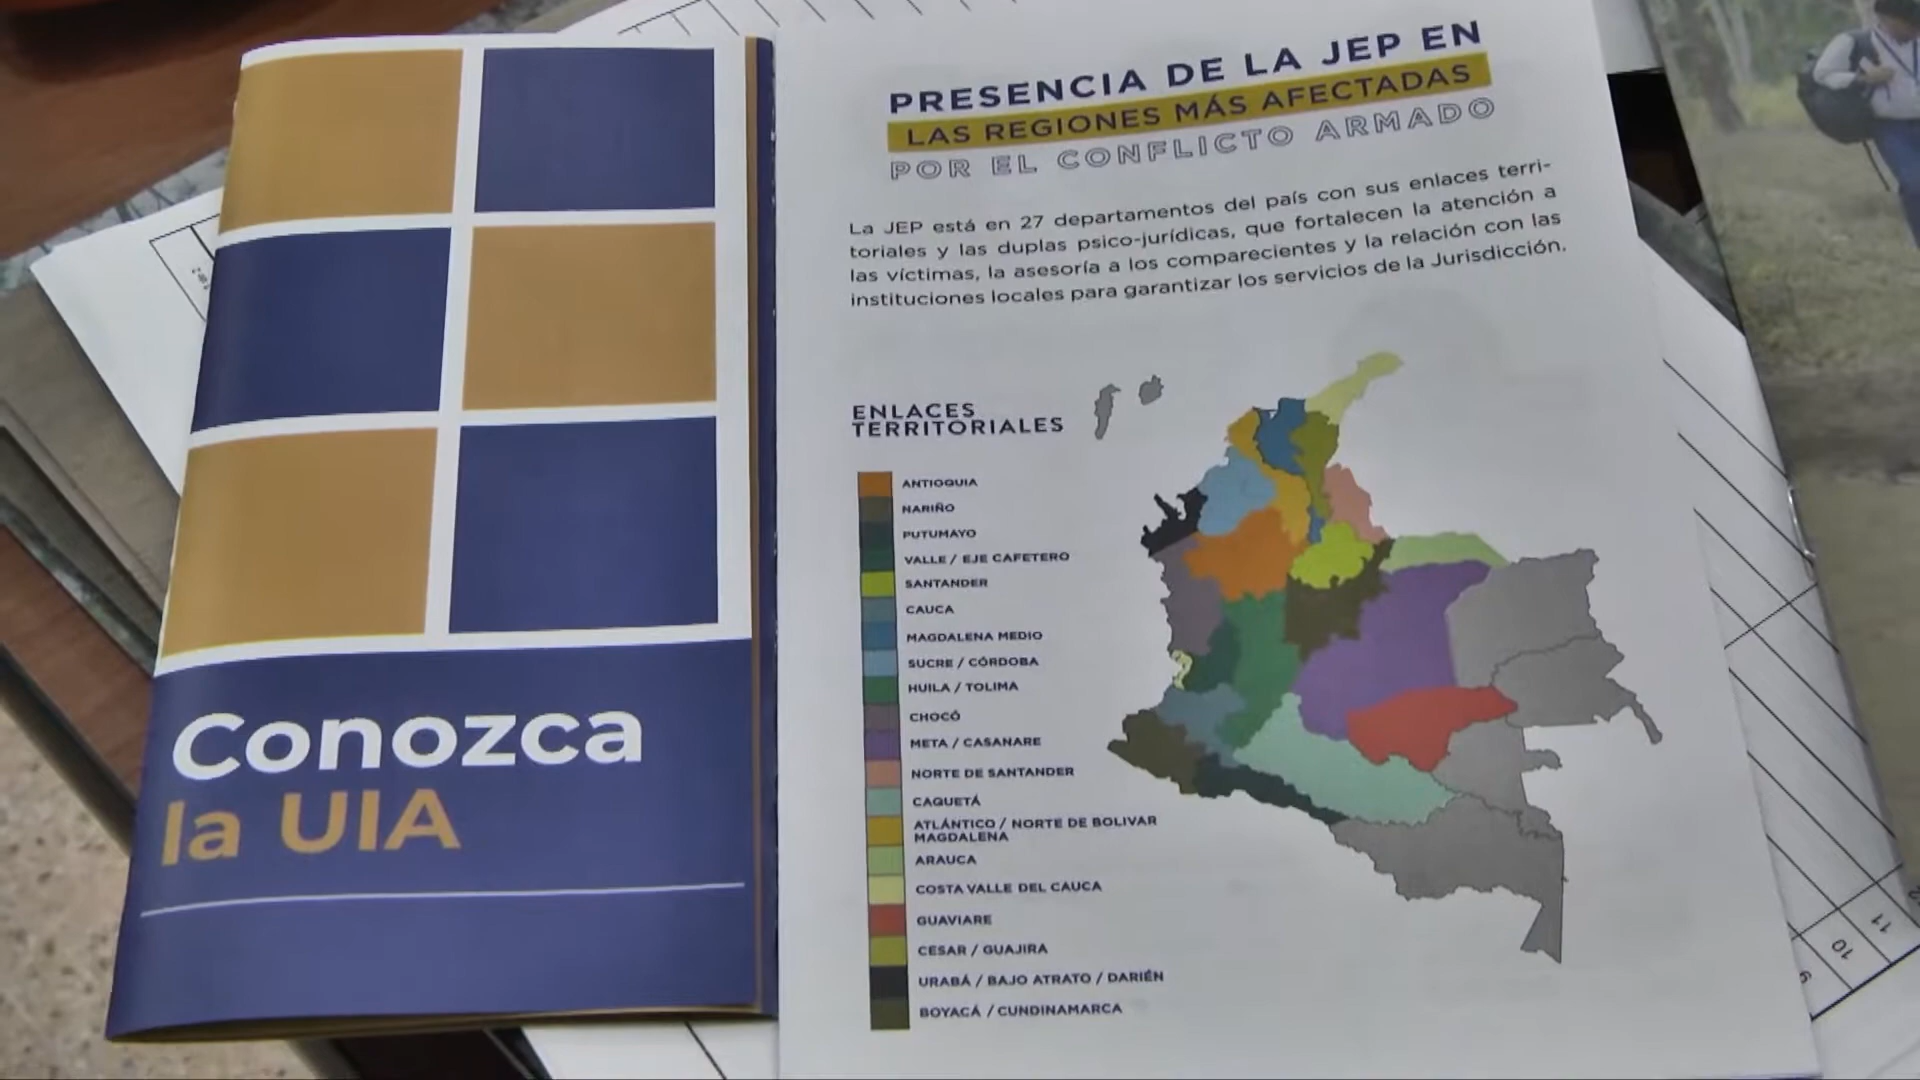 Conozca
la UIA
PRESENCIA DE LA JEP EN
LAS REGIONES MÁS AFECTADAS
POR EL CONFLICTO ARMADO
La JEP está en 27 departamentos del país con sus enlaces terri-
toriales y las duplas psico-jurídicas, que fortalecen la atención a
las víctimas, la asesoría a los comparecientes y la relación con las
instituciones locales para garantizar los servicios de la Jurisdicción.
ENLACES
TERRITORIALES
ANTIOQUIA
NARIÑO
PUTUMAYO
VALLE / EJE CAFETERO
SANTANDER
CAUCA
MAGDALENA MEDIO
SUCRE / CÓRDOBA
HUILA / TOLIMA
CHOCÓ
META / CASANARE
NORTE DE SANTANDER
CAQUETÁ
ATLÁNTICO / NORTE DE BOLIVAR
MAGDALENA
ARAUCA
COSTA VALLE DEL CAUCA
GUAVIARE
CESAR / GUAJIRA
URABÁ / BAJO ATRATO / DARIÉN
BOYACÁ / CUNDINAMARCA
11
10
9